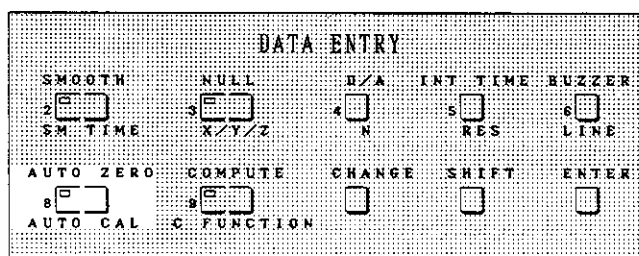 DATA ENTRY
SMOOTH NULL D/A INT TIME BUZZER
2 3 4 5 6
SM TIME X/Y/Z N RES LINE
AUTO ZERO COMPUTE CHANGE SHIFT ENTER
8 9
AUTO CAL C FUNCTION